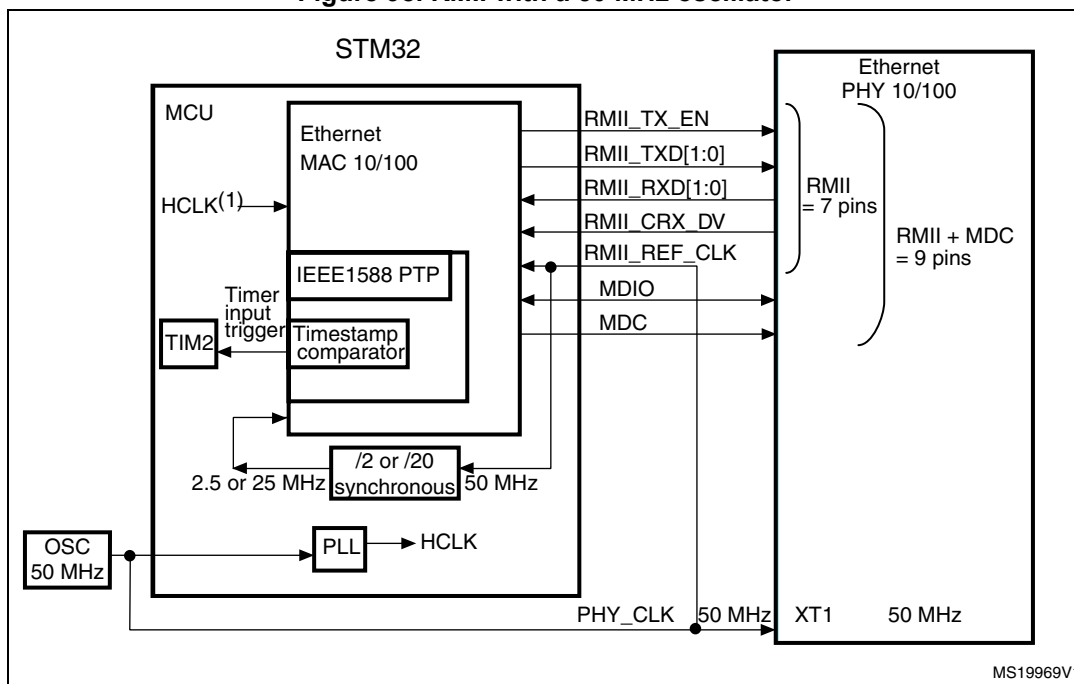 Figure RMII with a 50 MHz oscillator
STM32
MCU
Ethernet
MAC 10/100
HCLK(1)
IEEE1588 PTP
Timer
input
trigger
TIM2
Timestamp
comparator
/2 or /20
synchronous
2.5 or 25 MHz
50 MHz
OSC
50 MHz
PLL
HCLK
RMII_TX_EN
RMII_TXD[1:0]
RMII_RXD[1:0]
RMII_CRX_DV
RMII_REF_CLK
MDIO
MDC
PHY_CLK
50 MHz
Ethernet
PHY 10/100
RMII
= 7 pins
RMII + MDC
= 9 pins
XT1
50 MHz
MS19969V1